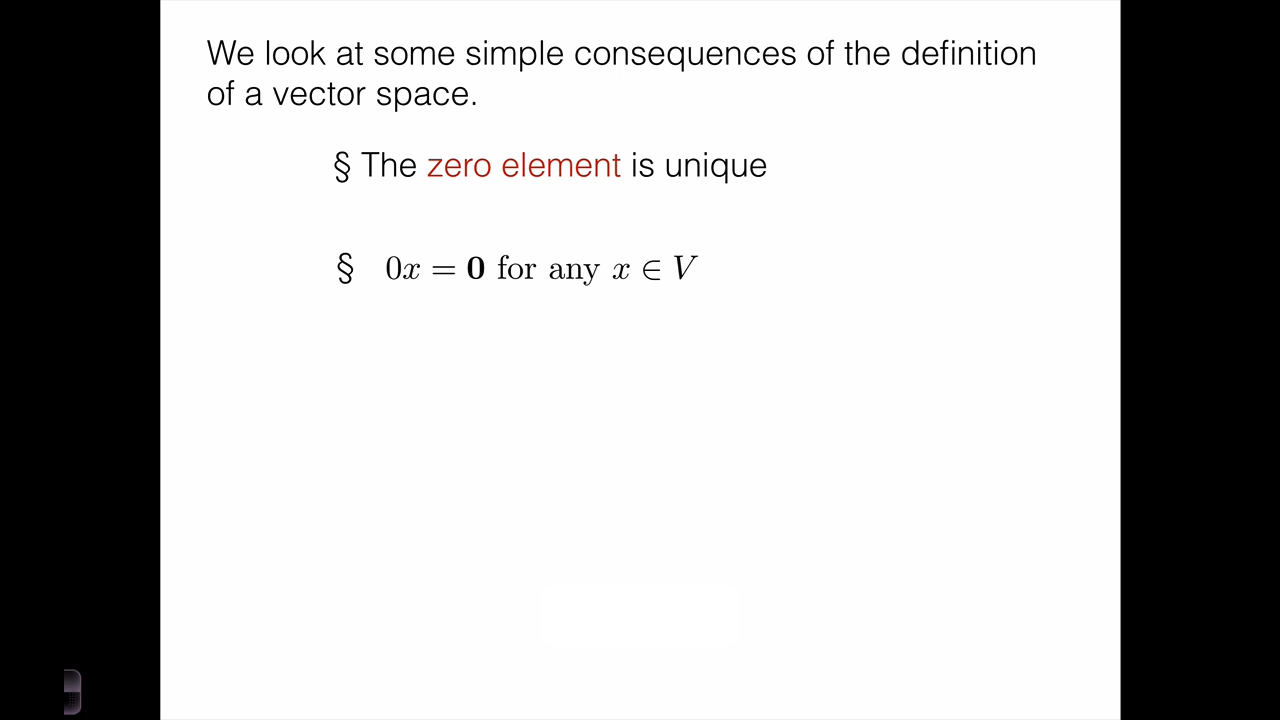 We look at some simple consequences of the definition
of a vector space.
§ The zero element is unique
§ 0x = 0 for any x ∈ V